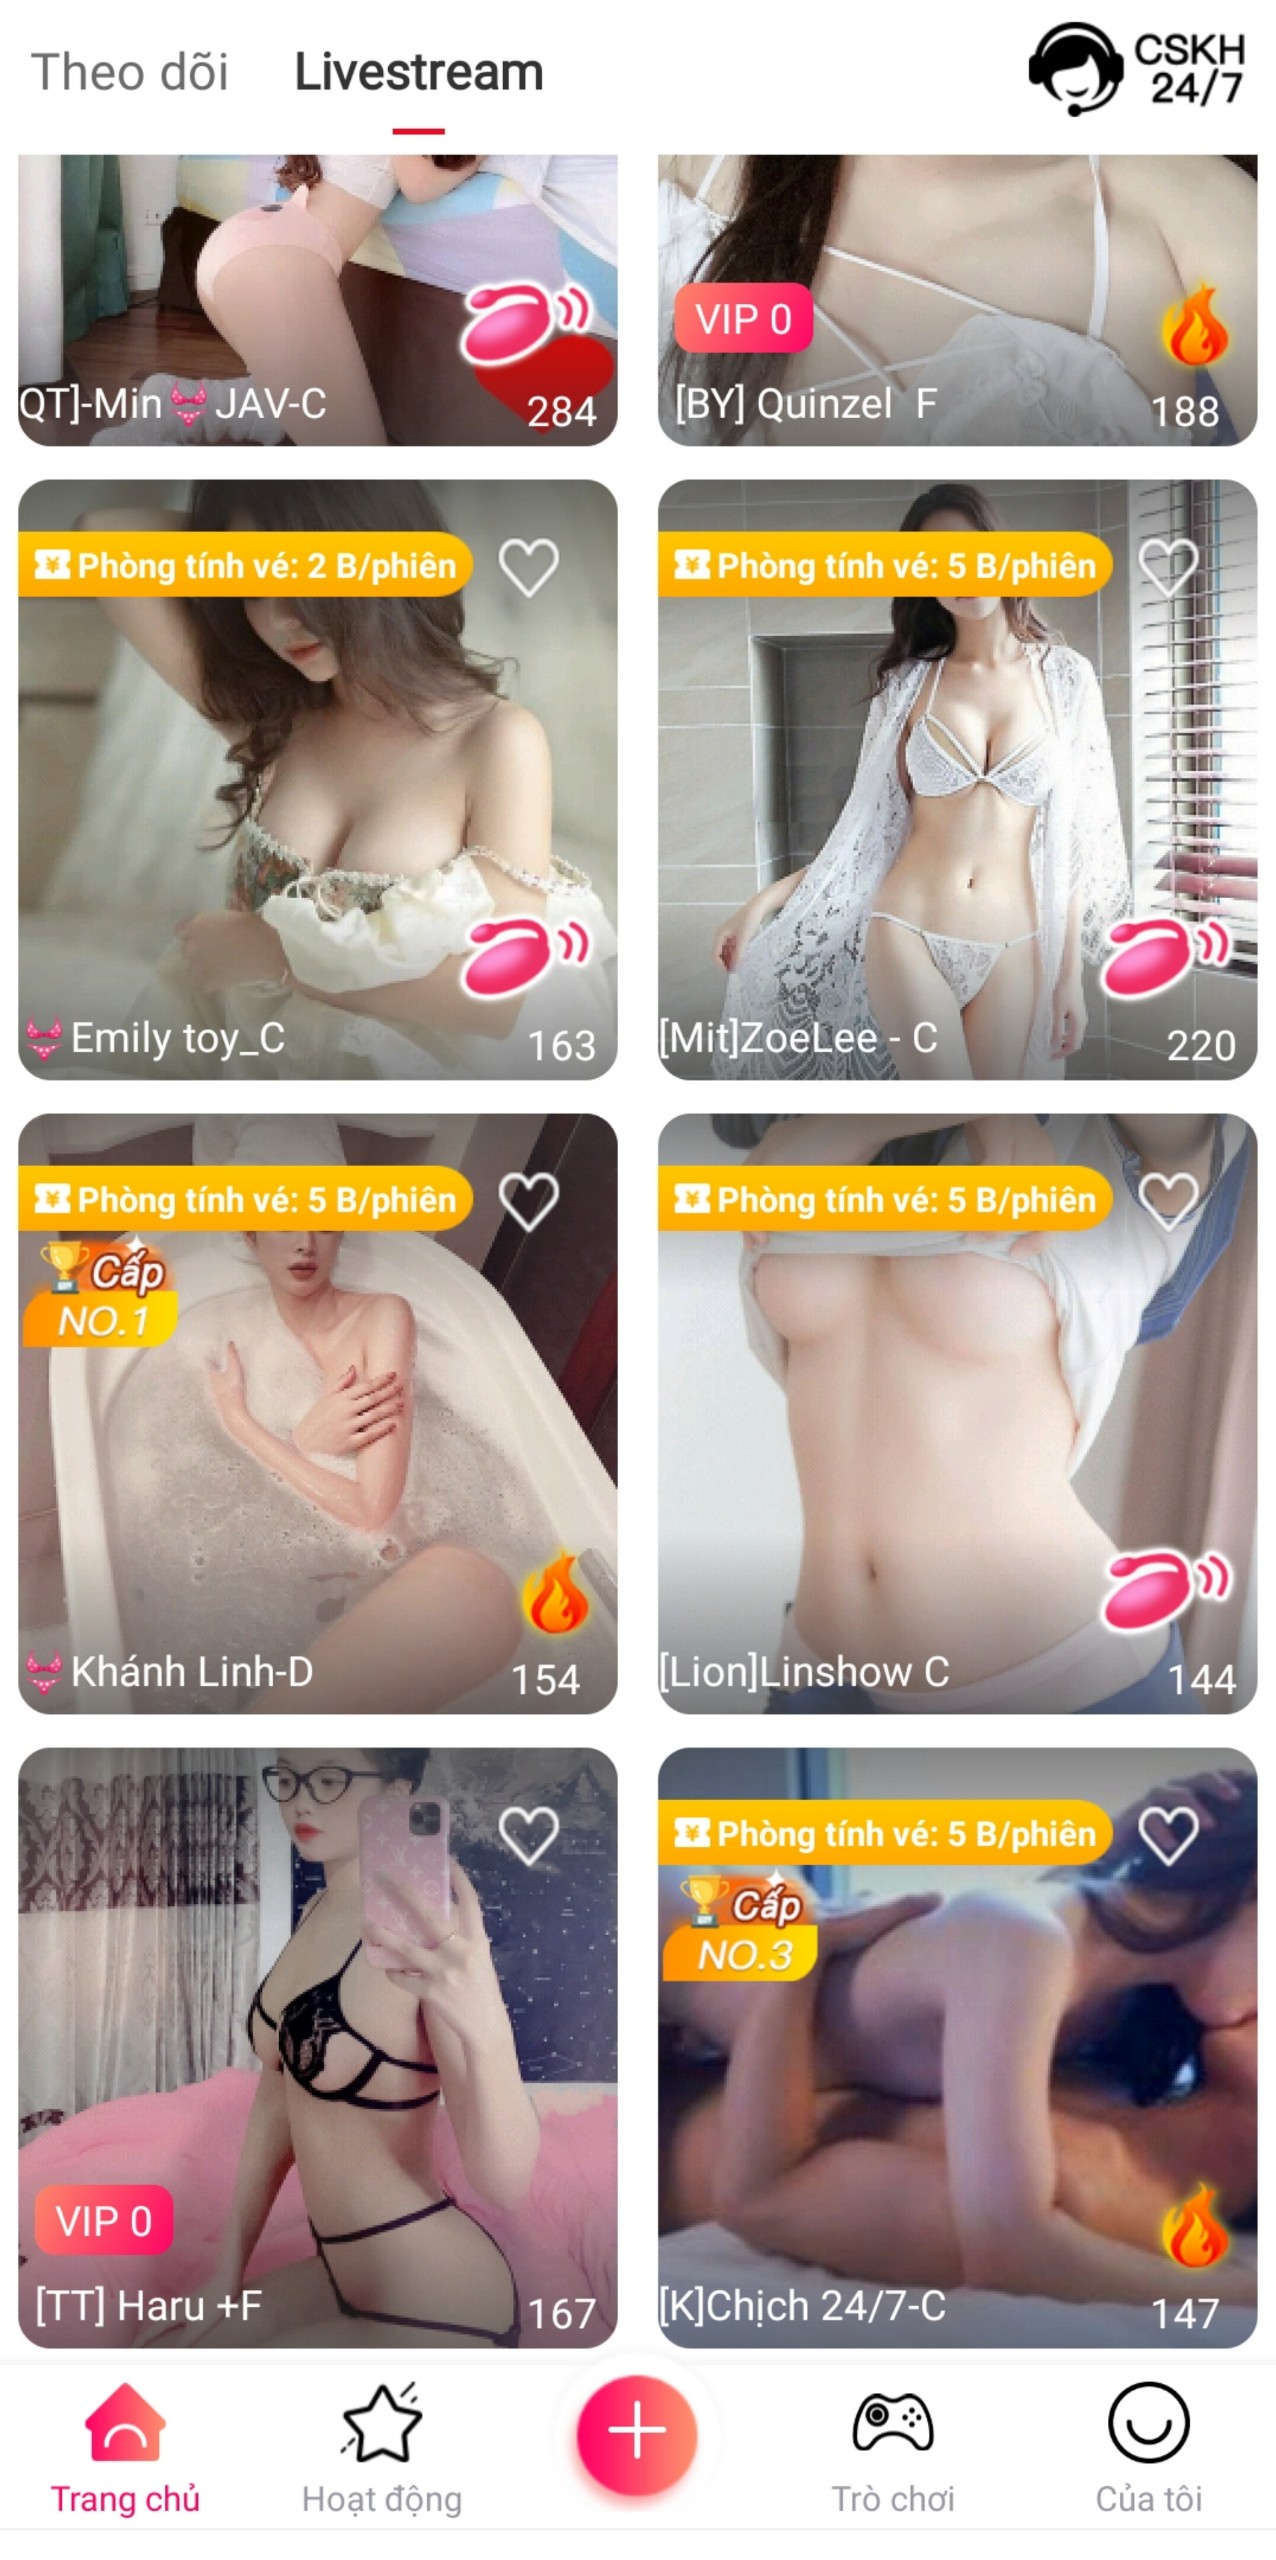 Theo dõi
Livestream
CSKH
24/7
QT]-Min JAV-C
284
VIP 0
[BY] Quinzel F
188
Phòng tính vé: 2 B/phiên
Emily toy_C
163
Phòng tính vé: 5 B/phiên
[Mit]ZoeLee - C
220
Phòng tính vé: 5 B/phiên
Cấp
NO.1
Khánh Linh-D
154
Phòng tính vé: 5 B/phiên
[Lion]Linshow C
144
VIP 0
[TT] Haru +F
167
Phòng tính vé: 5 B/phiên
Cấp
NO.3
[K]Chịch 24/7-C
147
Trang chủ
Hoạt động
Trò chơi
Của tôi